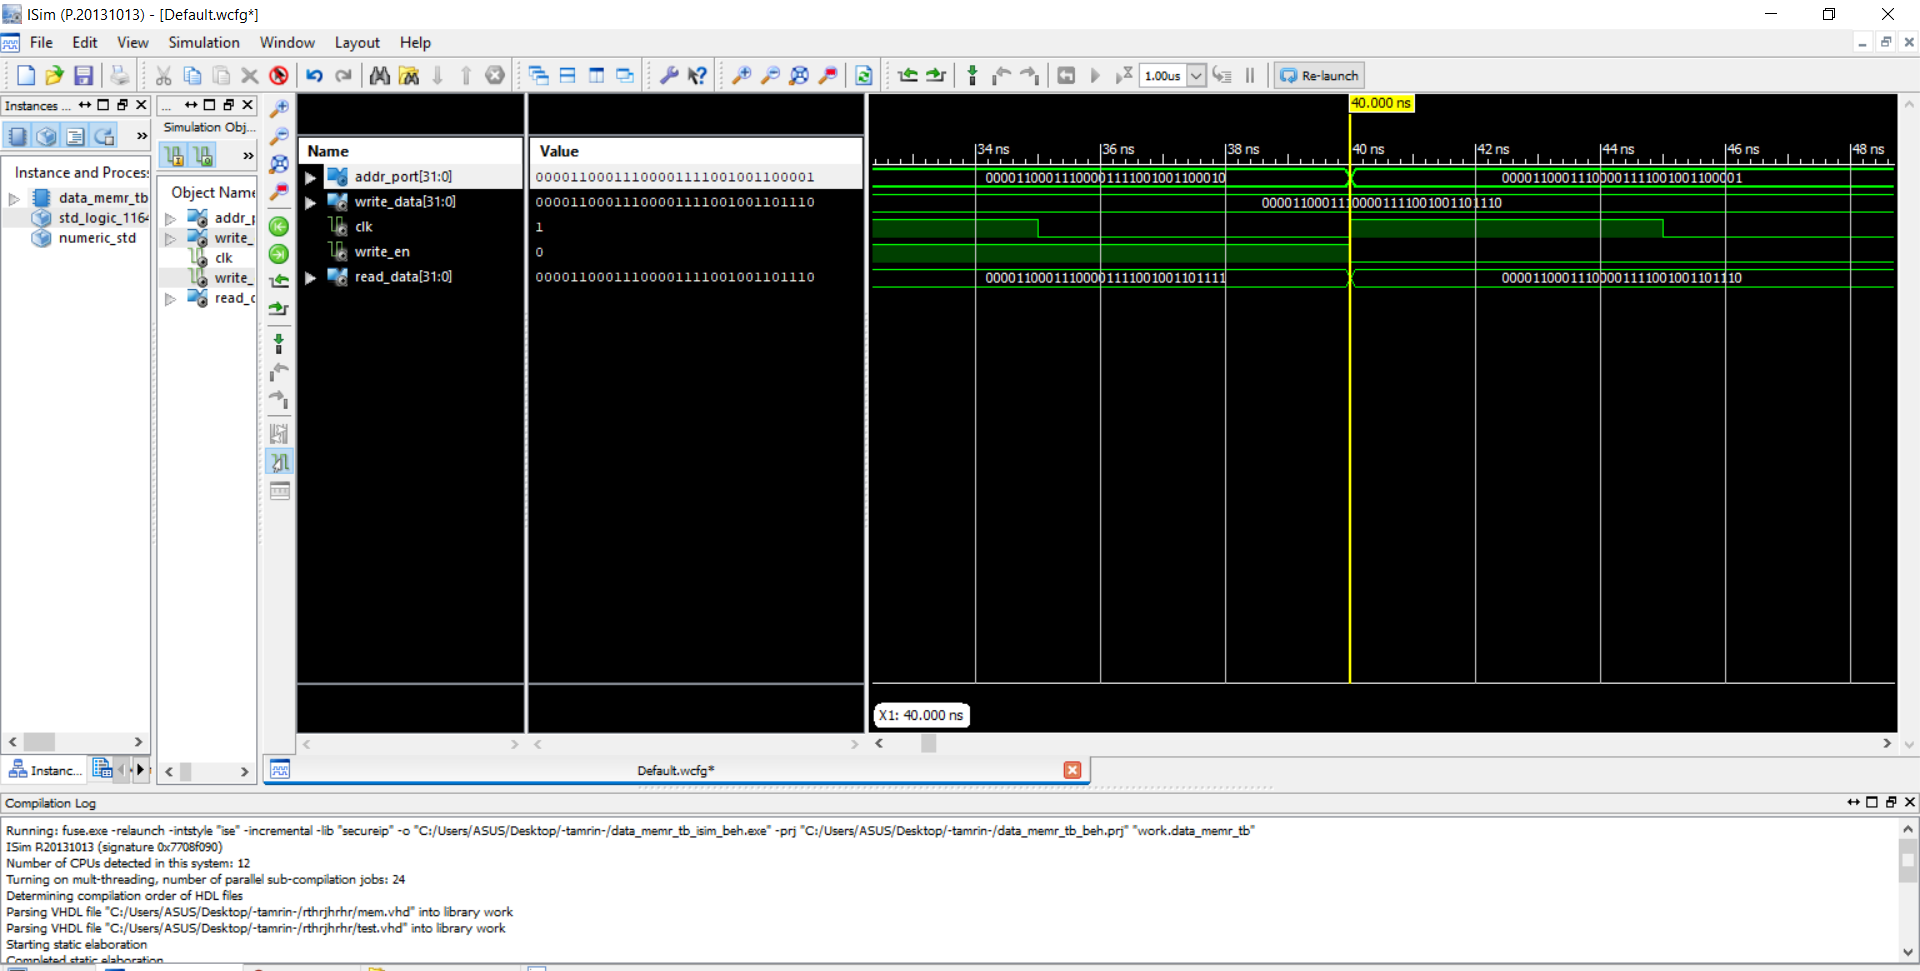 ISim (P.20131013) - [Default.wcfg*]
File Edit View Simulation Window Layout Help
1.00us Re-launch
Instances ...
...
Simulation Obj...
Instance and Process
data_memr_tb
std_logic_1164
numeric_std
Object Name
addr_p
write_
clk
write_
read_d
Name Value
addr_port[31:0] 00001100011100001111001001100001
write_data[31:0] 00001100011100001111001001101110
clk 1
write_en 0
read_data[31:0] 00001100011100001111001001101110
40.000 ns
34 ns 36 ns 38 ns 40 ns 42 ns 44 ns 46 ns 48 ns
00001100011100001111001001100010 00001100011100001111001001100001
00001100011100001111001001101110
00001100011100001111001001101111 00001100011100001111001001101110
X1: 40.000 ns
Instanc...
Default.wcfg*
Compilation Log
Running: fuse.exe -relaunch -intstyle "ise" -incremental -lib "secureip" -o "C:/Users/ASUS/Desktop/-tamrin-/data_memr_tb_isim_beh.exe" -prj "C:/Users/ASUS/Desktop/-tamrin-/data_memr_tb_beh.prj" "work.data_memr_tb"
ISim P.20131013 (signature 0x7708f090)
Number of CPUs detected in this system: 12
Turning on mult-threading, number of parallel sub-compilation jobs: 24
Determining compilation order of HDL files
Parsing VHDL file "C:/Users/ASUS/Desktop/-tamrin-/rthrjhrhr/mem.vhd" into library work
Parsing VHDL file "C:/Users/ASUS/Desktop/-tamrin-/rthrjhrhr/test.vhd" into library work
Starting static elaboration
Completed static elaboration